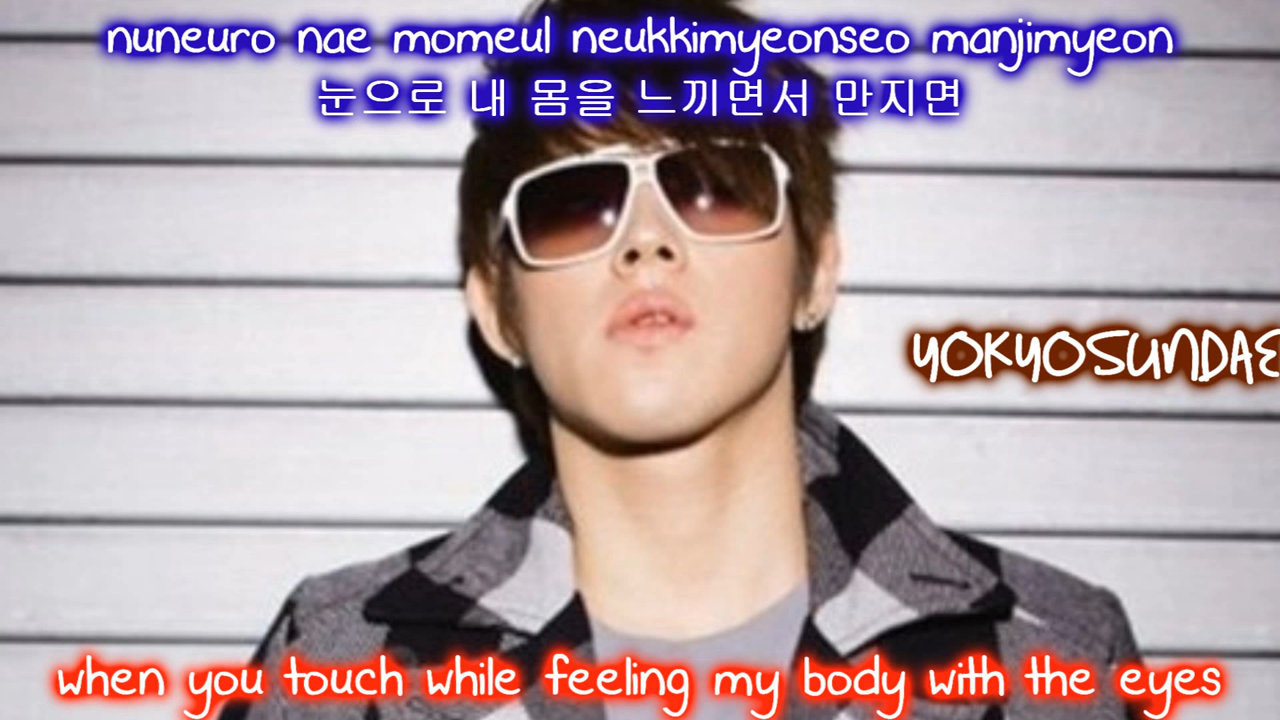 nuneuro nae momeul neukkimyeonseo manjimyeon
눈으로 내 몸을 느끼면서 만지면
YOKYOSUNDAE
when you touch while feeling my body with the eyes